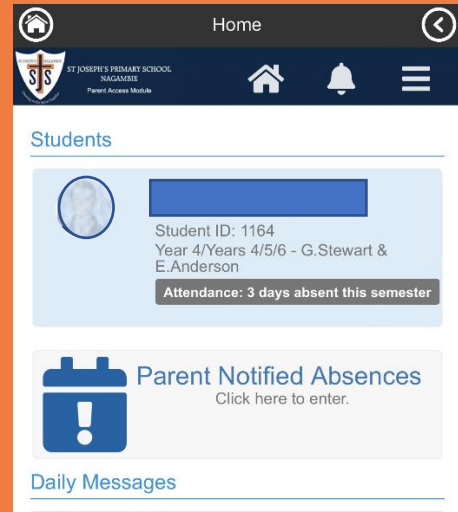 Home
ST JOSEPH'S PRIMARY SCHOOL
NAGAMBIE
Parent Access Module
Students
Student ID: 1164
Year 4/Years 4/5/6 - G.Stewart &
E.Anderson
Attendance: 3 days absent this semester
Parent Notified Absences
Click here to enter.
Daily Messages